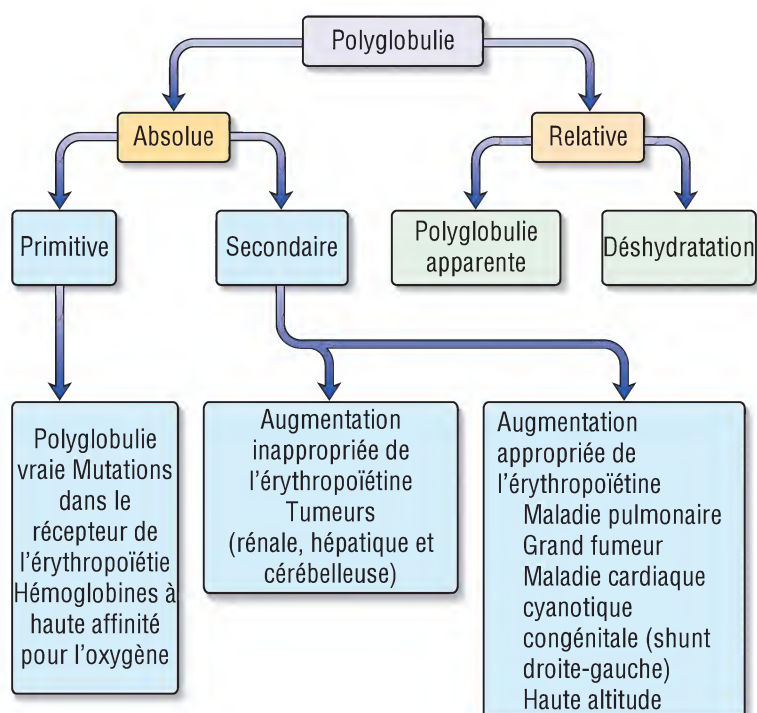 Polyglobulie
Absolue
Relative
Primitive
Secondaire
Polyglobulie
apparente
Déshydratation
Polyglobulie
vraie Mutations
dans le
récepteur de
l'érythropoïétie
Hémoglobines à
haute affinité
pour l'oxygène
Augmentation
inappropriée de
l'érythropoïétine
Tumeurs
(rénale, hépatique et
cérébelleuse)
Augmentation
appropriée de
l'érythropoïétine
Maladie pulmonaire
Grand fumeur
Maladie cardiaque
cyanotique
congénitale (shunt
droite-gauche)
Haute altitude